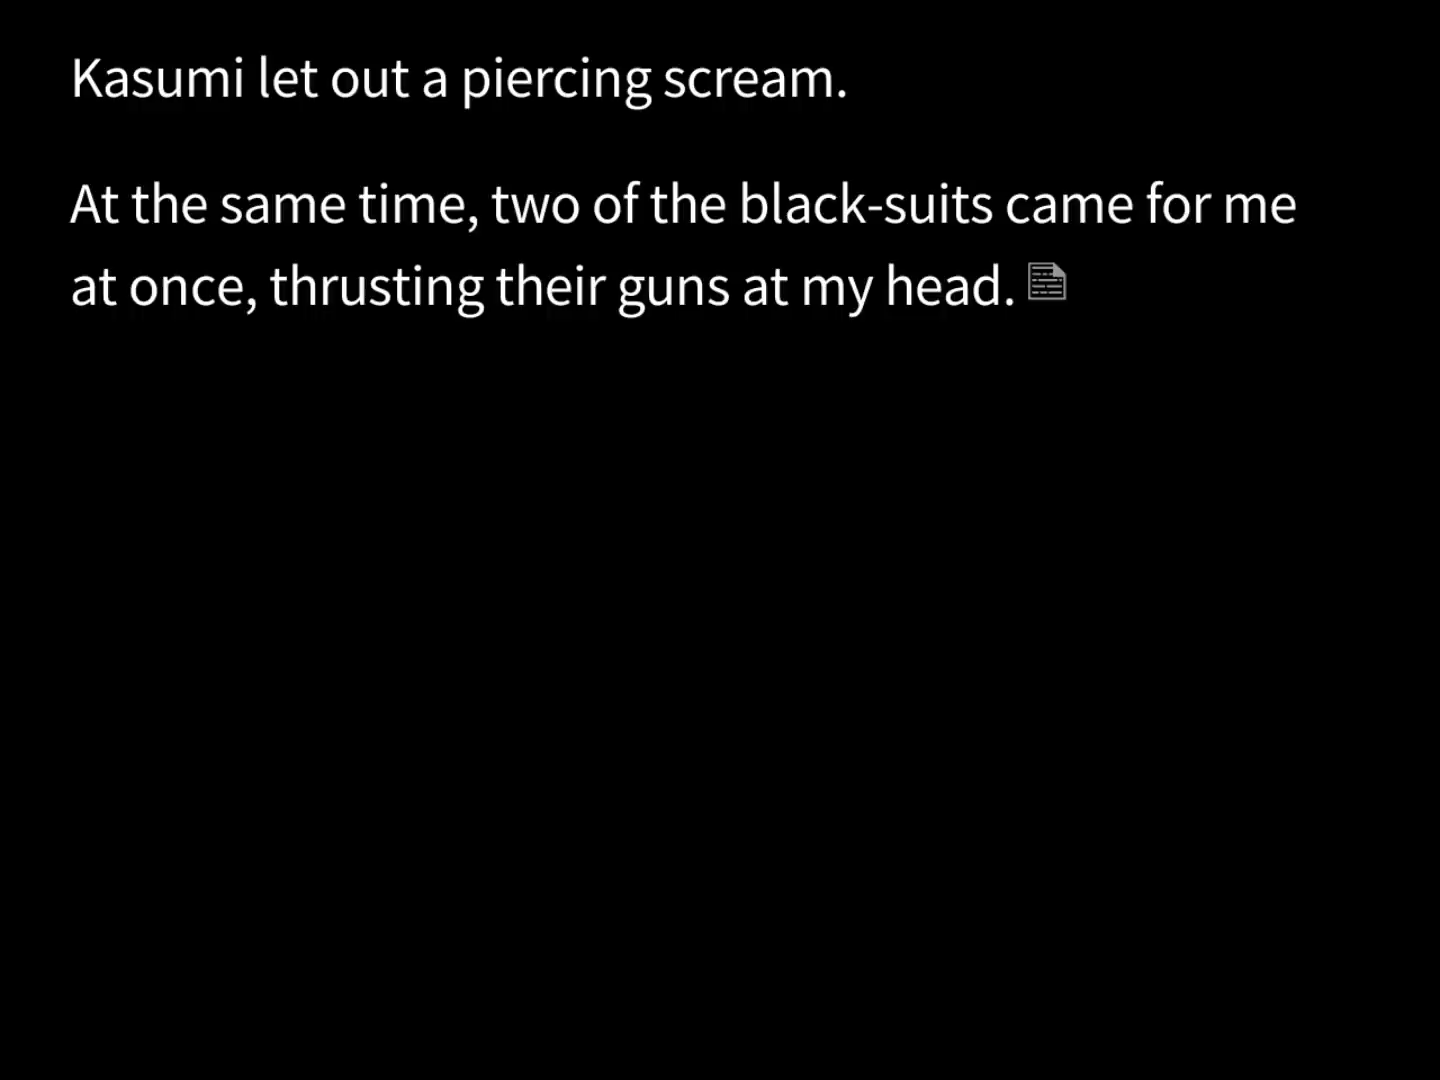 Kasumi let out a piercing scream.
At the same time, two of the black-suits came for me
at once, thrusting their guns at my head.